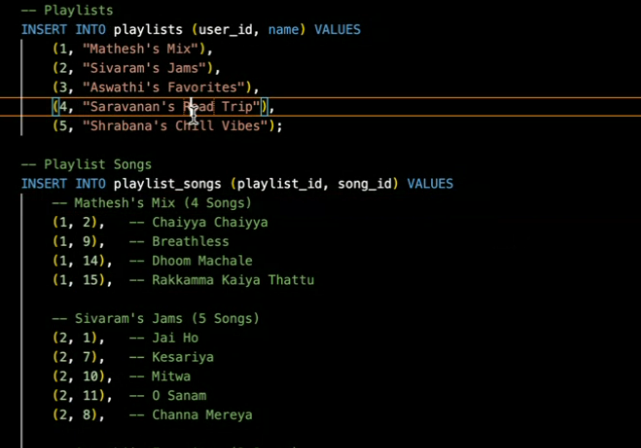 -- Playlists
INSERT INTO playlists (user_id, name) VALUES
(1, "Mathesh's Mix"),
(2, "Sivaram's Jams"),
(3, "Aswathi's Favorites"),
(4, "Saravanan's Road Trip"),
(5, "Shrabana's Chill Vibes");
-- Playlist Songs
INSERT INTO playlist_songs (playlist_id, song_id) VALUES
-- Mathesh's Mix (4 Songs)
(1, 2), -- Chaiyya Chaiyya
(1, 9), -- Breathless
(1, 14), -- Dhoom Machale
(1, 15), -- Rakkamma Kaiya Thattu
-- Sivaram's Jams (5 Songs)
(2, 1), -- Jai Ho
(2, 7), -- Kesariya
(2, 10), -- Mitwa
(2, 11), -- O Sanam
(2, 8), -- Channa Mereya